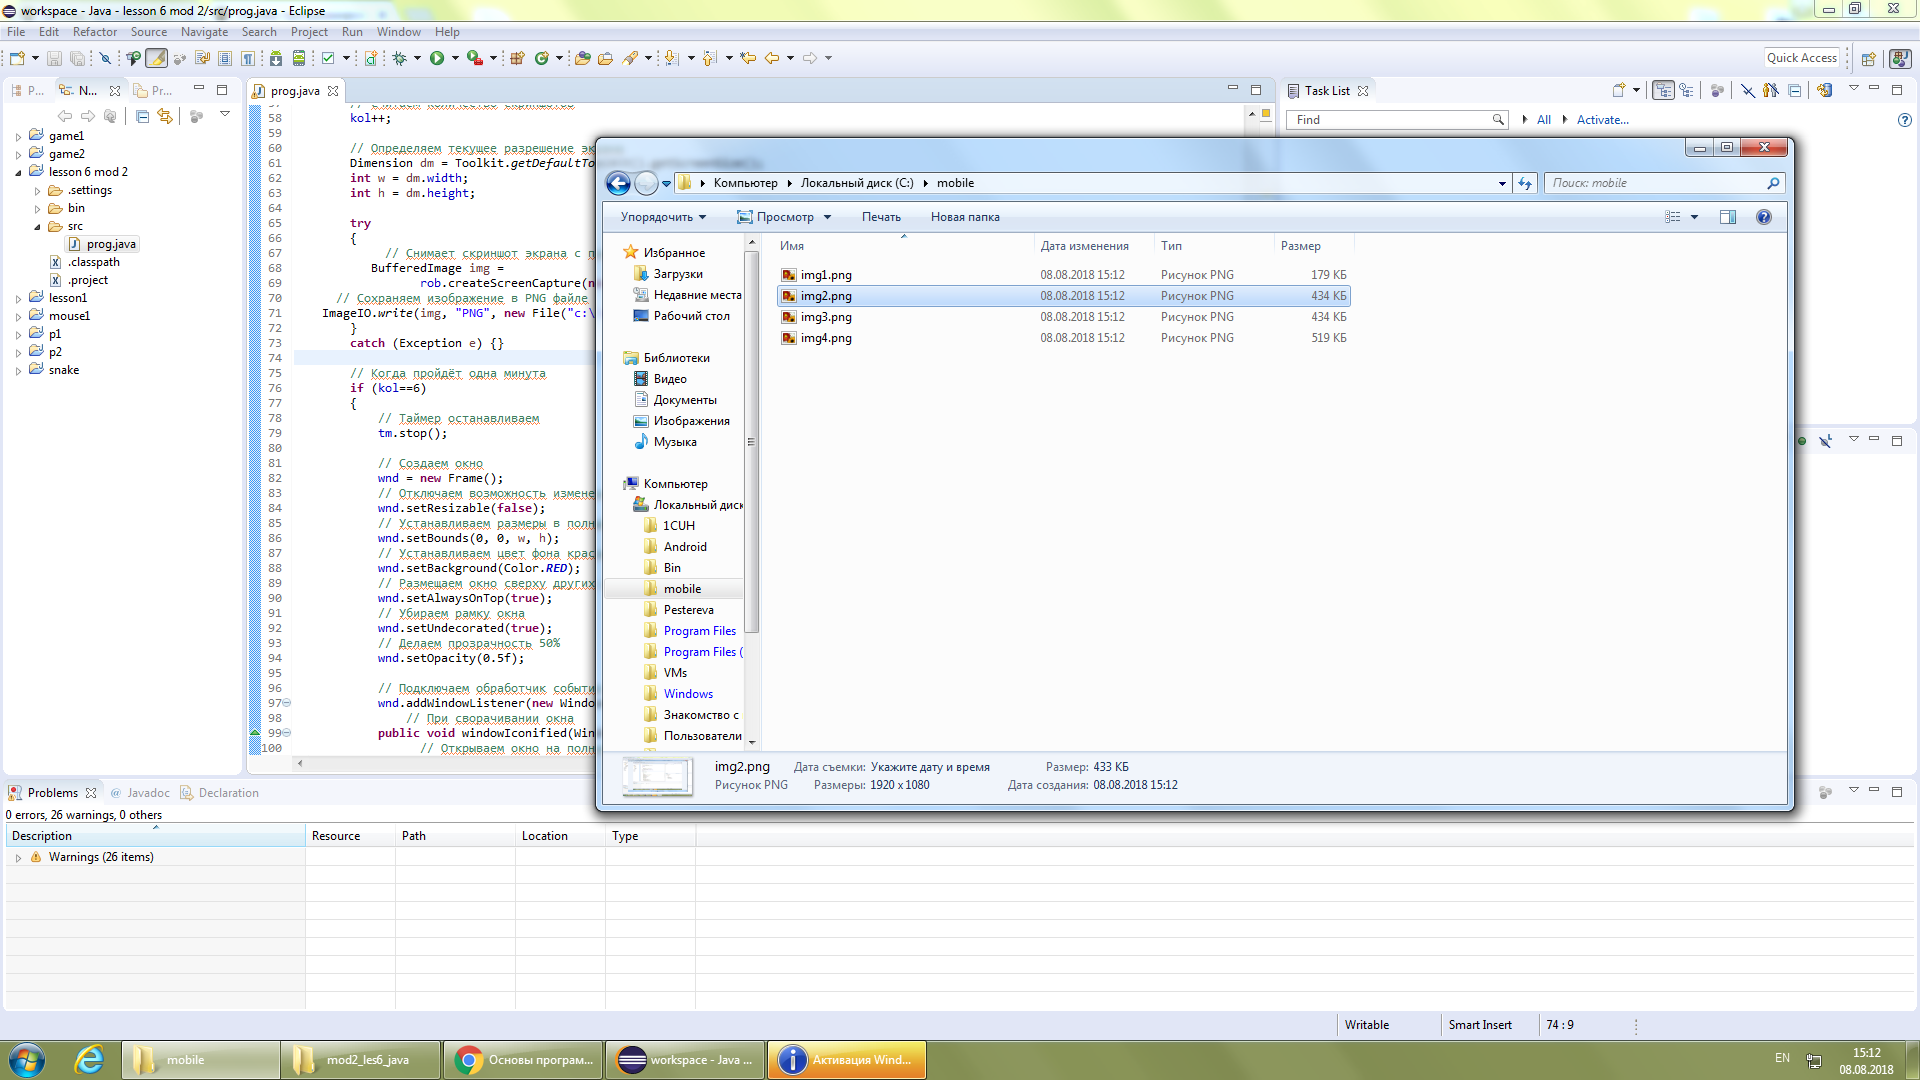 workspace - Java - lesson 6 mod 2/src/prog.java - Eclipse
File Edit Refactor Source Navigate Search Project Run Window Help
Quick Access
P... N... Pr...
game1
game2
lesson 6 mod 2
.settings
bin
src
prog.java
.classpath
.project
lesson1
mouse1
p1
p2
snake
prog.java
57 // Считаем количество скриншотов
58 kol++;
59
60 // Определяем текущее разрешение экрана
61 Dimension dm = Toolkit.getDefaultTo
62 int w = dm.width;
63 int h = dm.height;
64
65 try
66 {
67 // Снимает скриншот экрана с п
68 BufferedImage img =
69 rob.createScreenCapture(n
70 // Сохраняем изображение в PNG файле
71 ImageIO.write(img, "PNG", new File("c:\
72 }
73 catch (Exception e) {}
74
75 // Когда пройдёт одна минута
76 if (kol==6)
77 {
78 // Таймер останавливаем
79 tm.stop();
80
81 // Создаем окно
82 wnd = new Frame();
83 // Отключаем возможность измене
84 wnd.setResizable(false);
85 // Устанавливаем размеры в полн
86 wnd.setBounds(0, 0, w, h);
87 // Устанавливаем цвет фона крас
88 wnd.setBackground(Color.RED);
89 // Размещаем окно сверху других
90 wnd.setAlwaysOnTop(true);
91 // Убираем рамку окна
92 wnd.setUndecorated(true);
93 // Делаем прозрачность 50%
94 wnd.setOpacity(0.5f);
95
96 // Подключаем обработчик событи
97 wnd.addWindowListener(new Windo
98 // При сворачивании окна
99 public void windowIconified(Win
100 // Открываем окно на полн
Task List
Find All Activate...
Компьютер Локальный диск (C:) mobile
Поиск: mobile
Упорядочить Просмотр Печать Новая папка
Избранное
Загрузки
Недавние места
Рабочий стол
Библиотеки
Видео
Документы
Изображения
Музыка
Компьютер
Локальный диск
1CUH
Android
Bin
mobile
Pestereva
Program Files
Program Files (
VMs
Windows
Знакомство с
Пользователи
Имя Дата изменения Тип Размер
img1.png 08.08.2018 15:12 Рисунок PNG 179 КБ
img2.png 08.08.2018 15:12 Рисунок PNG 434 КБ
img3.png 08.08.2018 15:12 Рисунок PNG 434 КБ
img4.png 08.08.2018 15:12 Рисунок PNG 519 КБ
img2.png Дата съемки: Укажите дату и время Размер: 433 КБ
Рисунок PNG Размеры: 1920 x 1080 Дата создания: 08.08.2018 15:12
Problems @ Javadoc Declaration
0 errors, 26 warnings, 0 others
Description Resource Path Location Type
Warnings (26 items)
Writable Smart Insert 74 : 9
mobile
mod2_les6_java
Основы програм...
workspace - Java ...
Активация Wind...
EN
15:12
08.08.2018